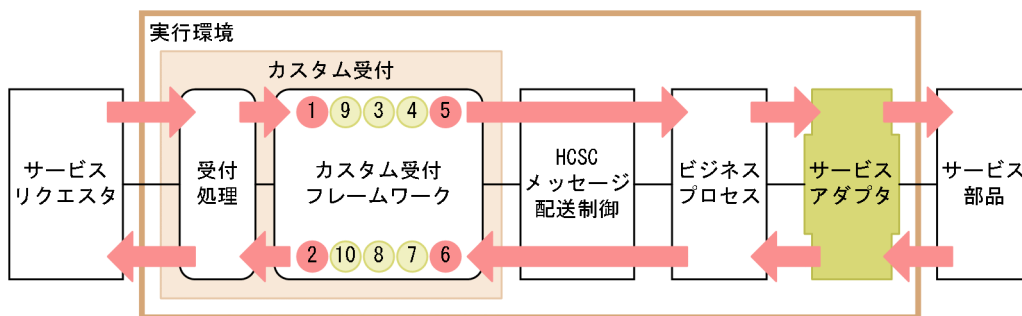 実行環境
カスタム受付
1 9 3 4 5
サービス
リクエスタ
受付
処理
カスタム受付
フレームワーク
HCSC
メッセージ
配送制御
ビジネス
プロセス
サービス
アダプタ
サービス
部品
2 10 8 7 6